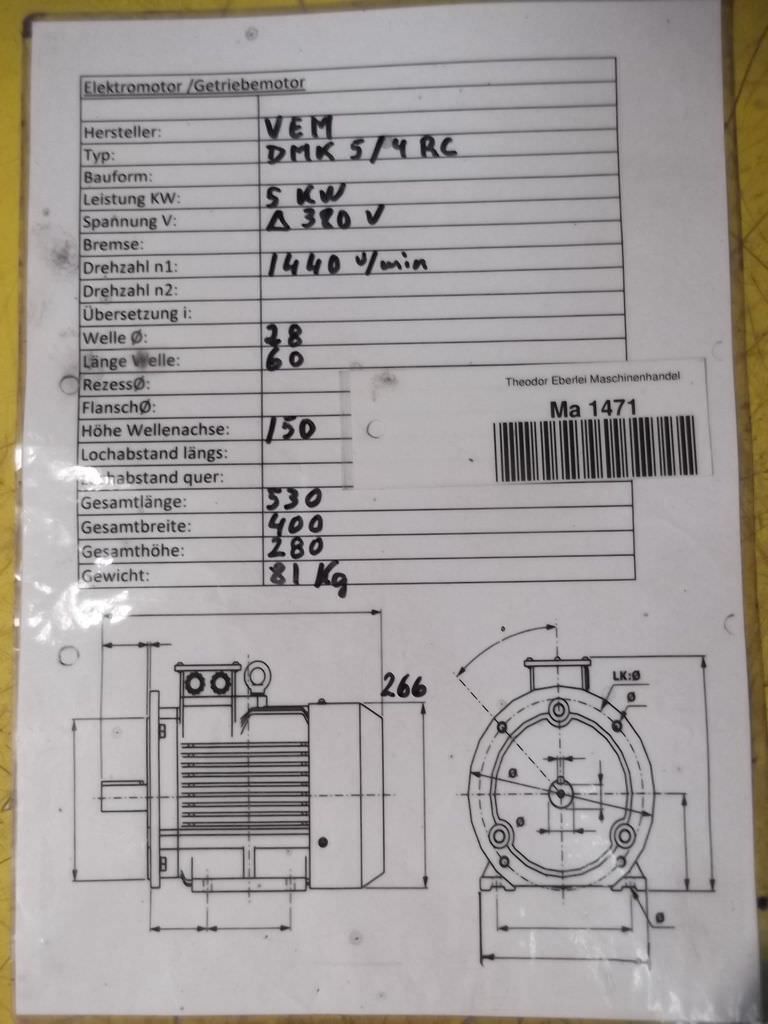 Elektromotor /Getriebemotor
Hersteller: VEM
Typ: DMK 5/4 RC
Bauform:
Leistung KW: 5 KW
Spannung V: Δ 380 V
Bremse:
Drehzahl n1: 1440 U/min
Drehzahl n2:
Übersetzung i:
Welle Ø: 28
Länge Welle: 60
RezessØ:
Theodor Eberlei Maschinenhandel
FlanschØ:
Ma 1471
Höhe Wellenachse: 150
Lochabstand längs:
Lochabstand quer:
Gesamtlänge: 530
Gesamtbreite: 400
Gesamthöhe: 280
Gewicht: 81 Kg
266
°
LK:Ø
Ø
Ø
Ø
Ø